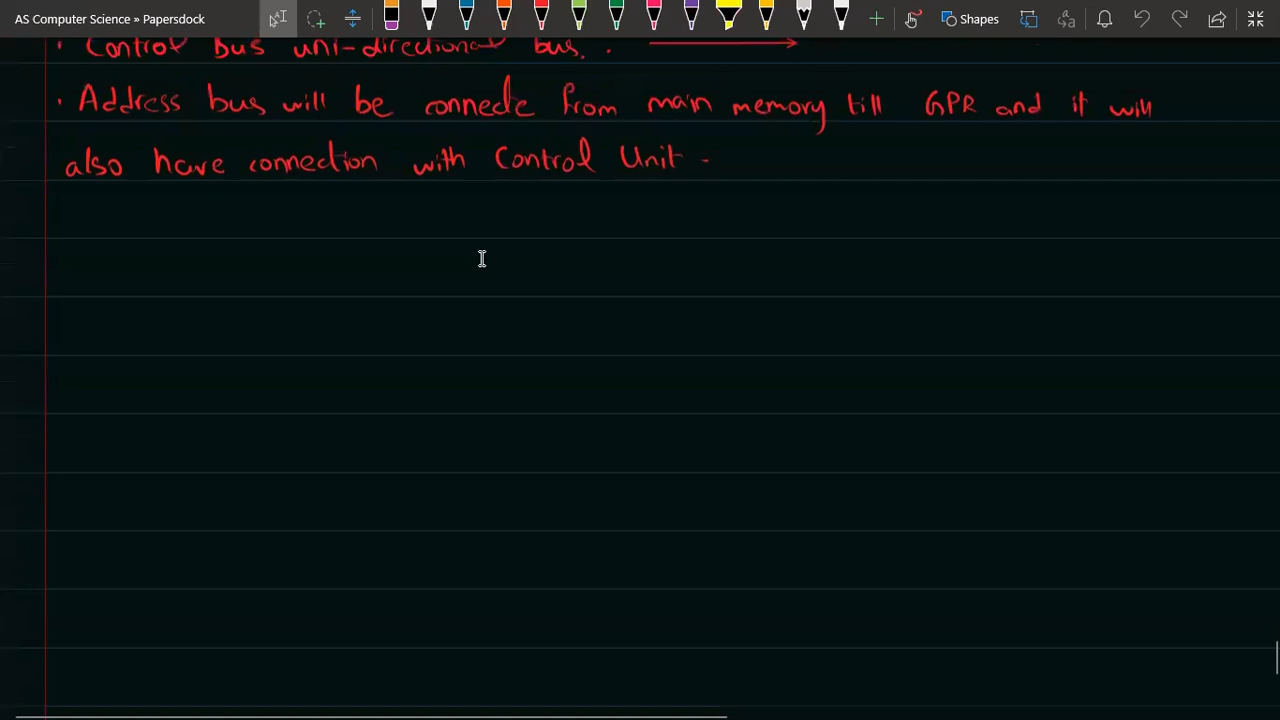 AS Computer Science » Papersdock
Shapes
· Control bus uni-directional bus. .
· Address bus will be connecte from main memory till GPR and it will
also have connection with Control Unit -